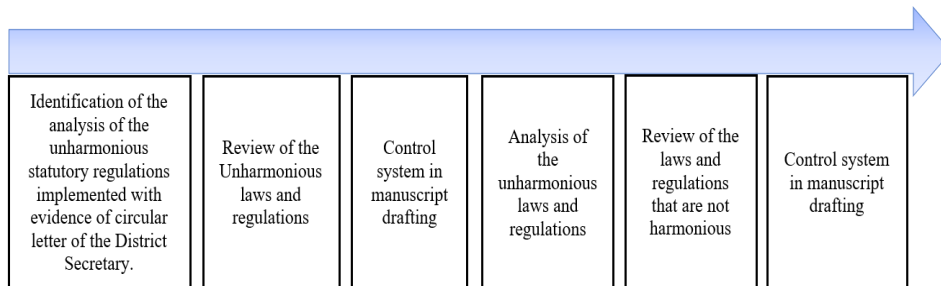 Identification of the
analysis of the
unharmonious
statutory regulations
implemented with
evidence of circular
letter of the District
Secretary.
Review of the
Unharmonious
laws and
regulations
Control
system in
manuscript
drafting
Analysis of
the
unharmonious
laws and
regulations
Review of the
laws and
regulations
that are not
harmonious
Control system
in manuscript
drafting